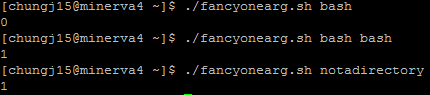 [chungj15@minerva4 ~]$ ./fancyonearg.sh bash
0
[chungj15@minerva4 ~]$ ./fancyonearg.sh bash bash
1
[chungj15@minerva4 ~]$ ./fancyonearg.sh notadirectory
1